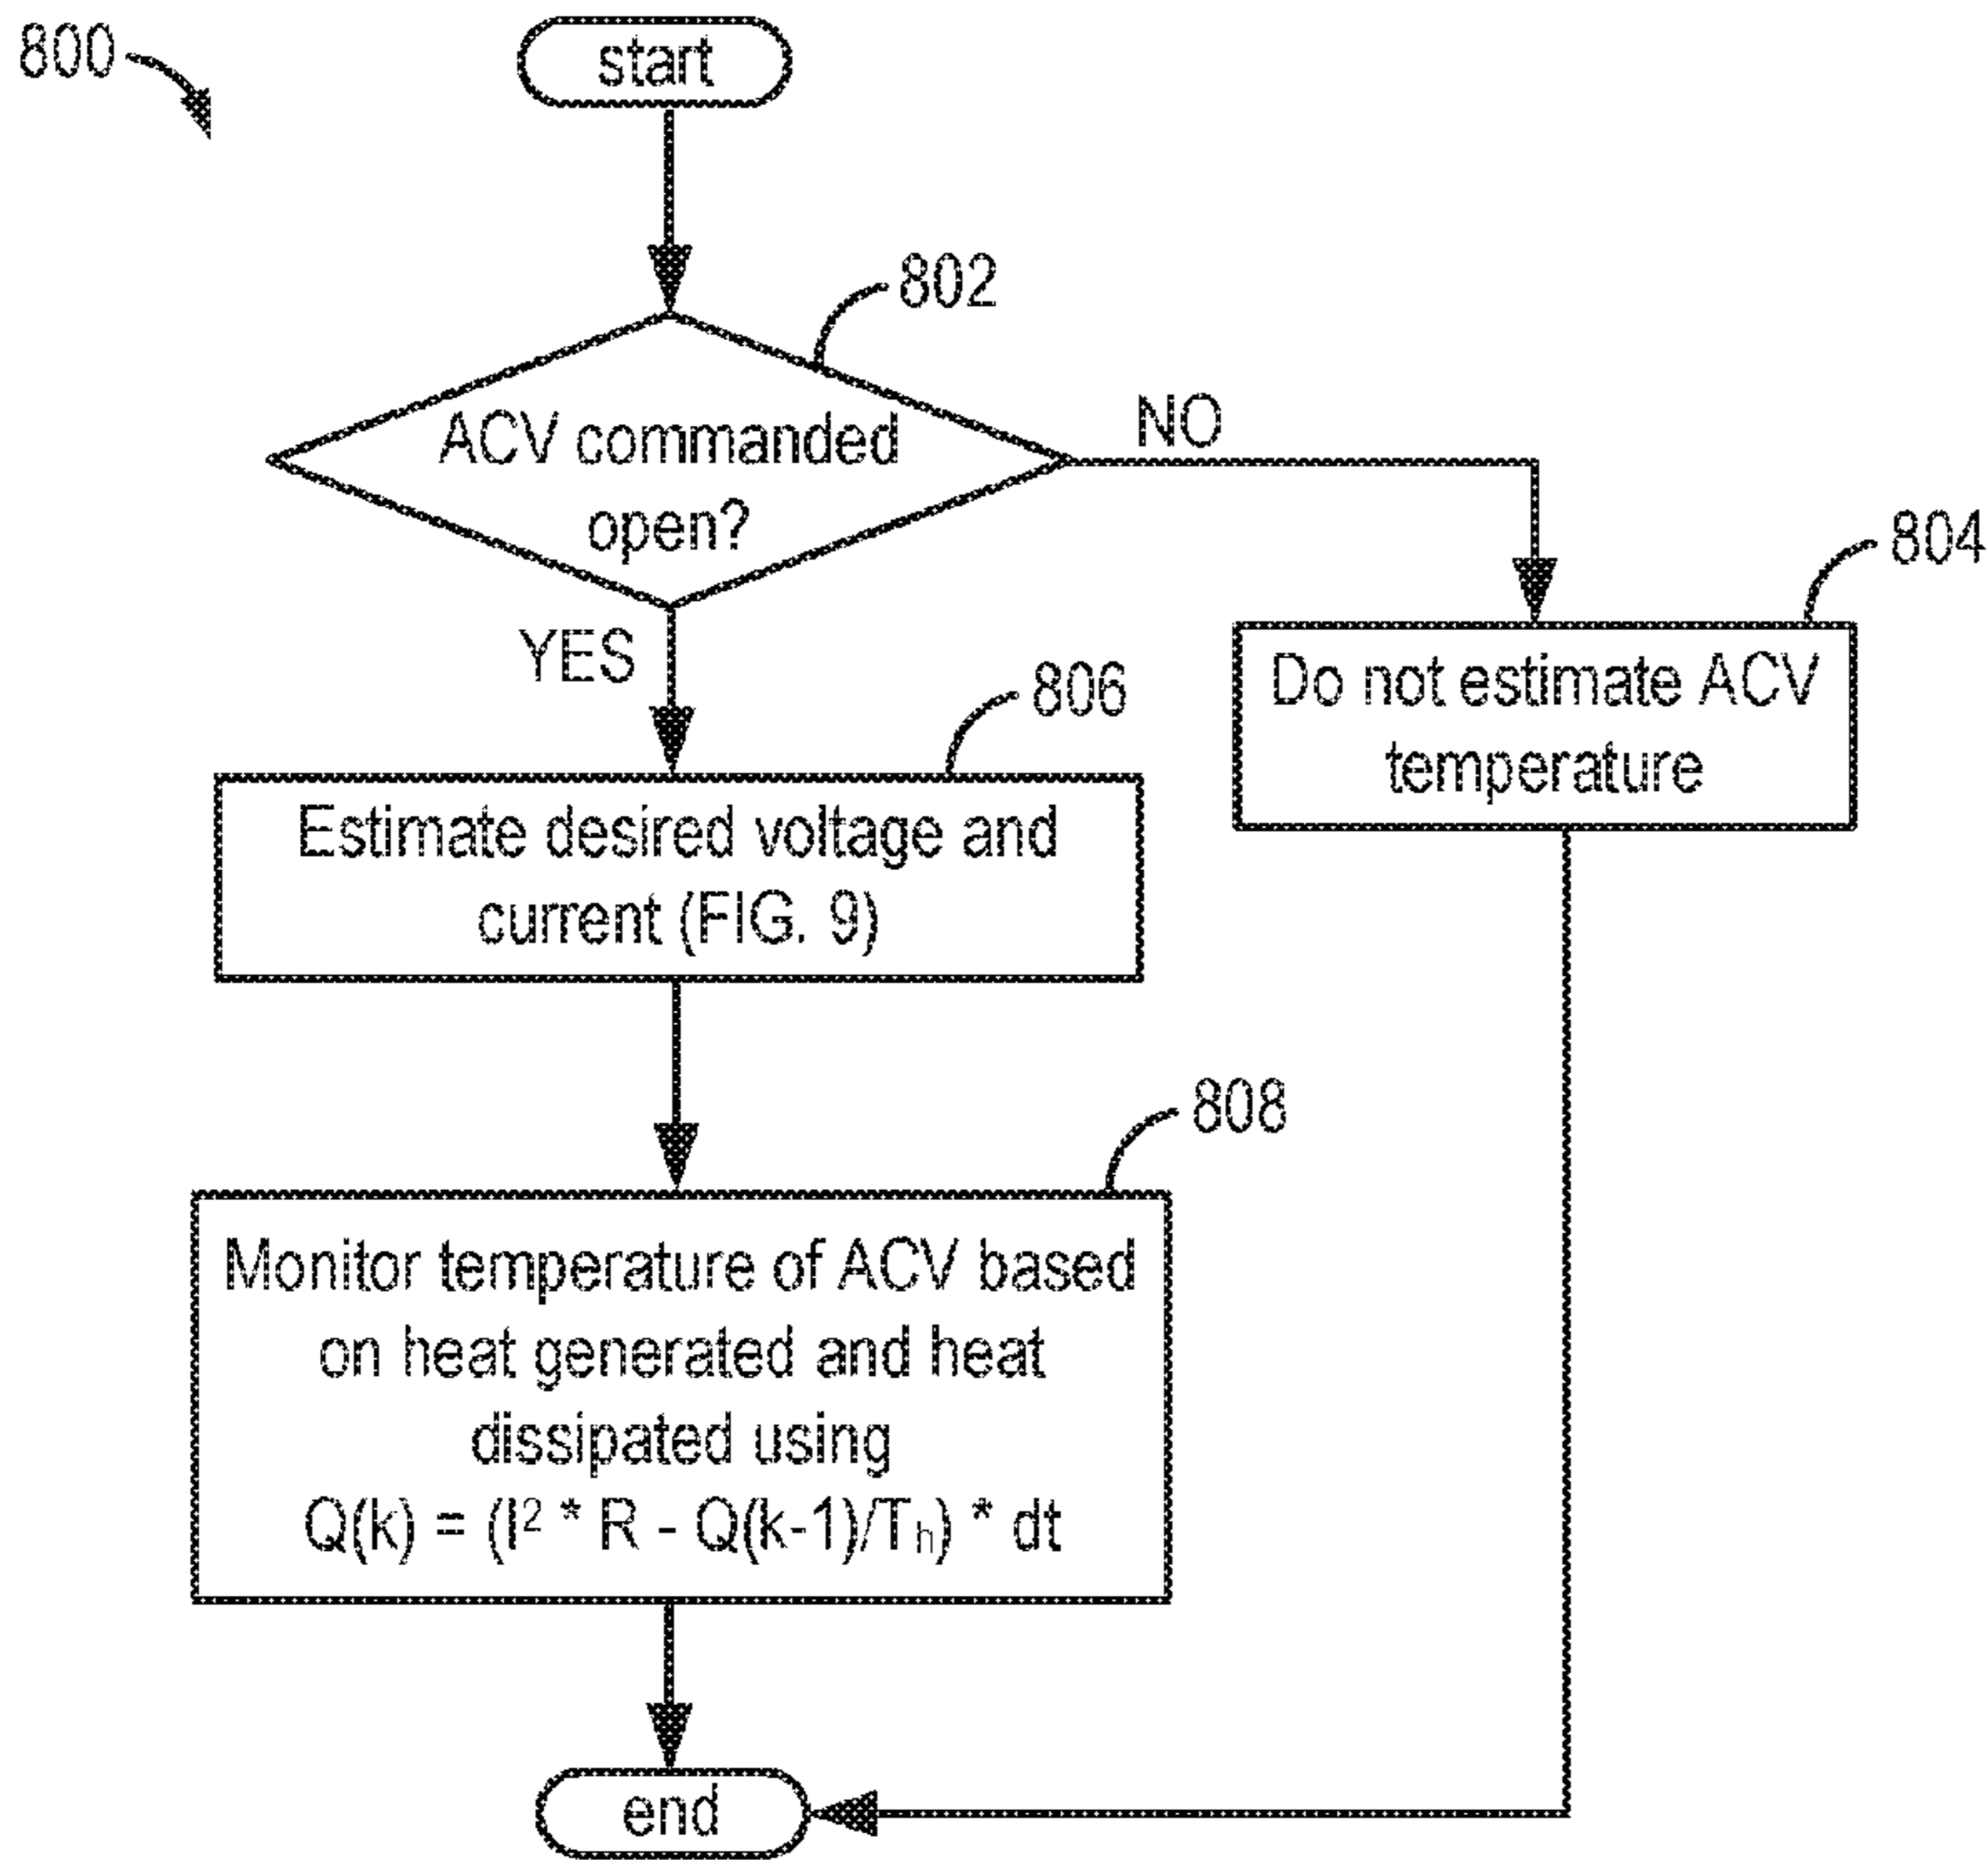 800
start
802
ACV commanded
open?
NO
YES
804
Do not estimate ACV
temperature
806
Estimate desired voltage and
current (FIG. 9)
808
Monitor temperature of ACV based
on heat generated and heat
dissipated using
Q(k) = (I² * R - Q(k-1)/Tₕ) * dt
end